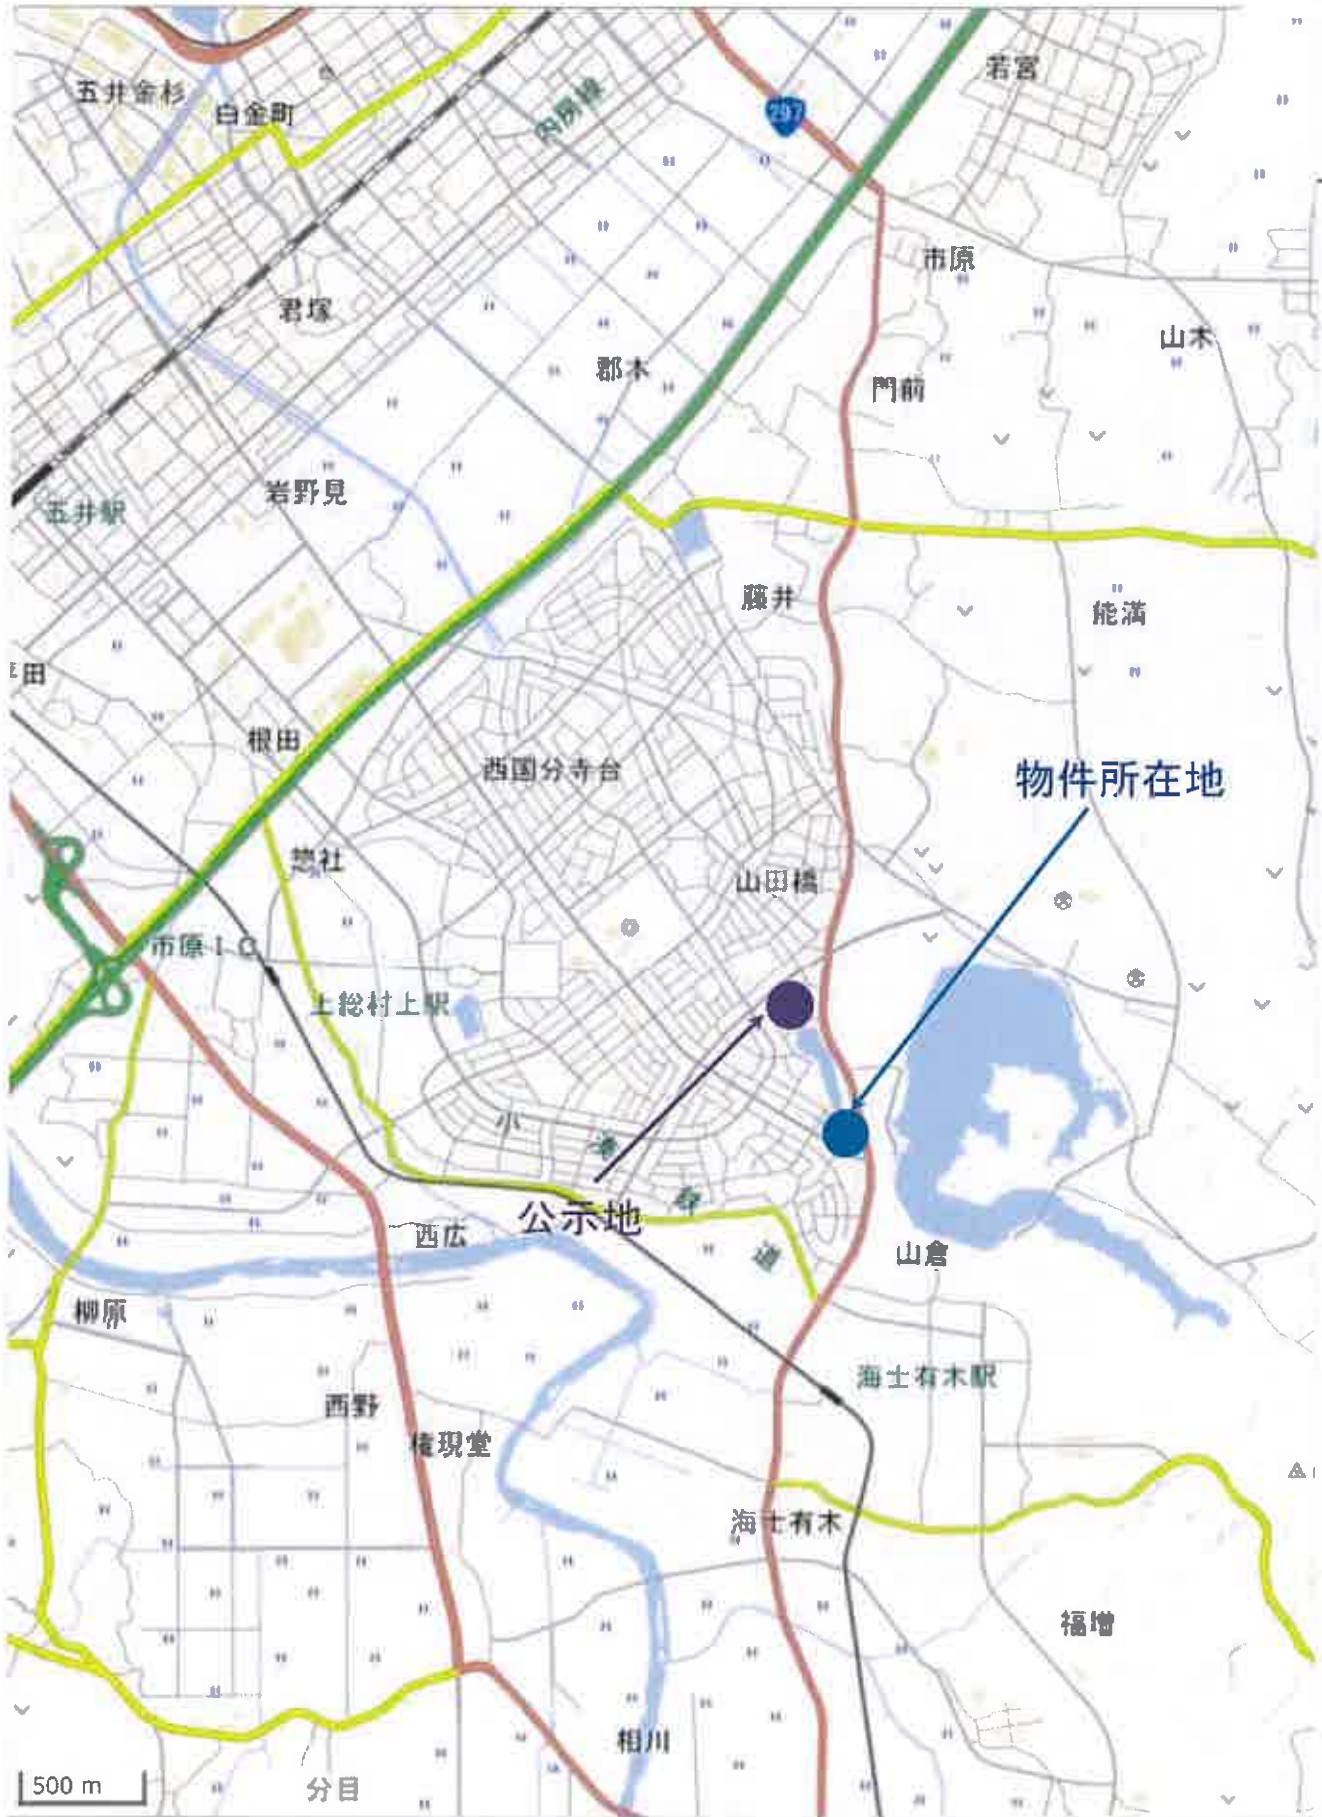 若宮
五井金杉
白金町
297
内房線
市原
君塚
山木
郡本
門前
岩野見
五井駅
藤井
能満
田
根田
西国分寺台
物件所在地
惣社
山田橋
市原IC
上総村上駅
小
湊
鉄
道
公示地
西広
山倉
柳原
海士有木駅
西野
権現堂
海士有木
福増
相川
500 m
分目